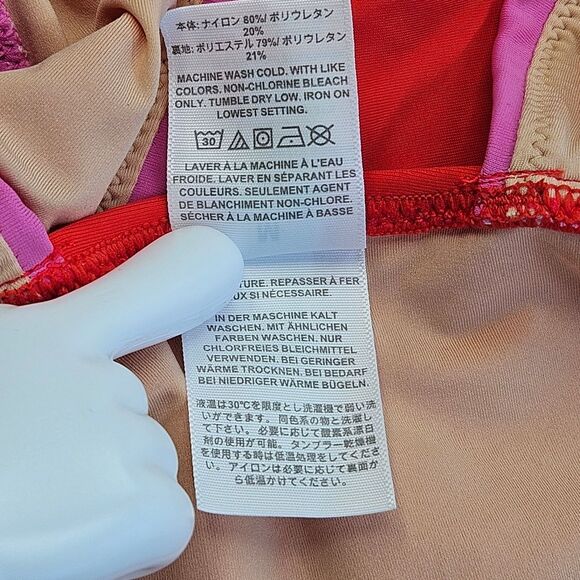 本体: ナイロン 80%/ ポリウレタン
20%
裏地: ポリエステル 79%/ ポリウレタン
21%
MACHINE WASH COLD. WITH LIKE
COLORS. NON-CHLORINE BLEACH
ONLY. TUMBLE DRY LOW. IRON ON
LOWEST SETTING.
30
LAVER À LA MACHINE À L'EAU
FROIDE. LAVER EN SÉPARANT LES
COULEURS. SEULEMENT AGENT
DE BLANCHIMENT NON-CHLORE.
SÉCHER À LA MACHINE À BASSE
TURE. REPASSER À FER
UX SI NÉCESSAIRE.
IN DER MASCHINE KALT
WASCHEN. MIT ÄHNLICHEN
FARBEN WASCHEN. NUR
CHLORFREIES BLEICHMITTEL
VERWENDEN. BEI GERINGER
WÄRME TROCKNEN. BEI BEDARF
BEI NIEDRIGER WÄRME BÜGELN.
液温は30℃を限度とし洗濯機で弱い洗
いができます。 同色系の物と洗濯し
て下さい。 必要に応じて酸素系漂白
剤の使用が可能。 タンブラー乾燥機
を使用する時は低温処理をしてくださ
い。 アイロンは必要に応じて裏面か
ら低温がけてください。